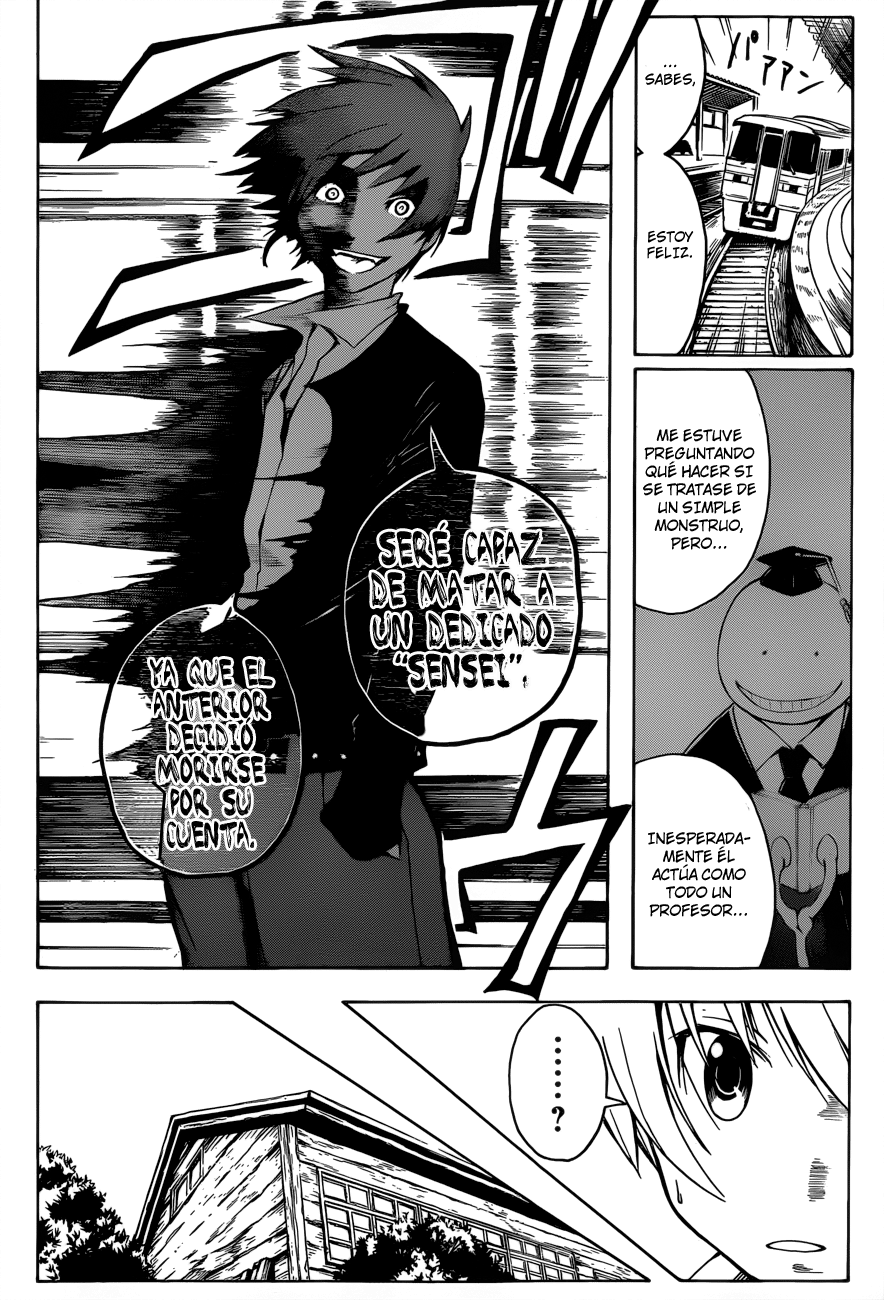 ...
SABES,
パアアン
ESTOY
FELIZ.
ME ESTUVE
PREGUNTANDO
QUÉ HACER SI
SE TRATASE DE
UN SIMPLE
MONSTRUO,
PERO...
INESPERADA-
MENTE ÉL
ACTÚA COMO
TODO UN
PROFESOR...
SERÉ CAPAZ
DE MATAR A
UN DEDICADO
"SENSEI".
YA QUE EL
ANTERIOR
DECIDIO
MORIRSE
POR SU
CUENTA.
......?